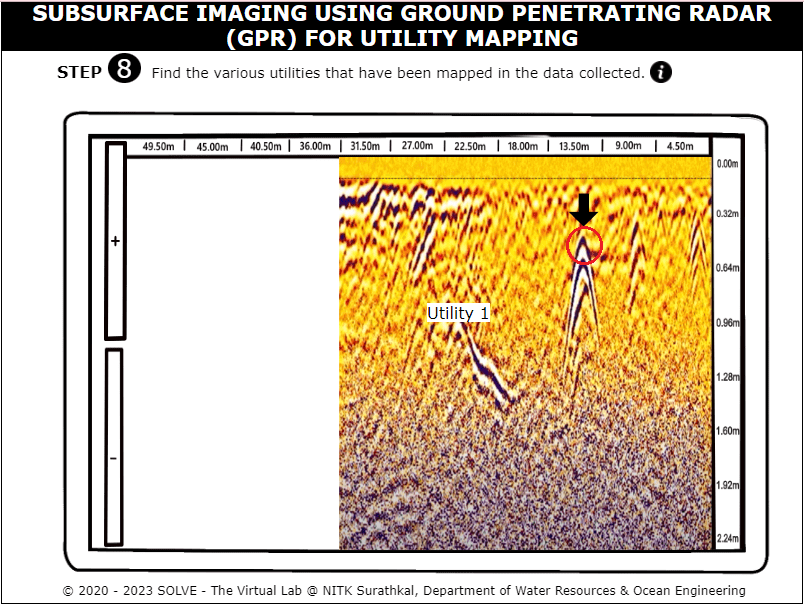 SUBSURFACE IMAGING USING GROUND PENETRATING RADAR
(GPR) FOR UTILITY MAPPING
STEP 8 Find the various utilities that have been mapped in the data collected. i
49.50m | 45.00m | 40.50m | 36.00m | 31.50m | 27.00m | 22.50m | 18.00m | 13.50m | 9.00m | 4.50m
0.00m
0.32m
+
0.64m
Utility 1
0.96m
1.28m
1.60m
–
1.92m
2.24m
© 2020 - 2023 SOLVE - The Virtual Lab @ NITK Surathkal, Department of Water Resources & Ocean Engineering